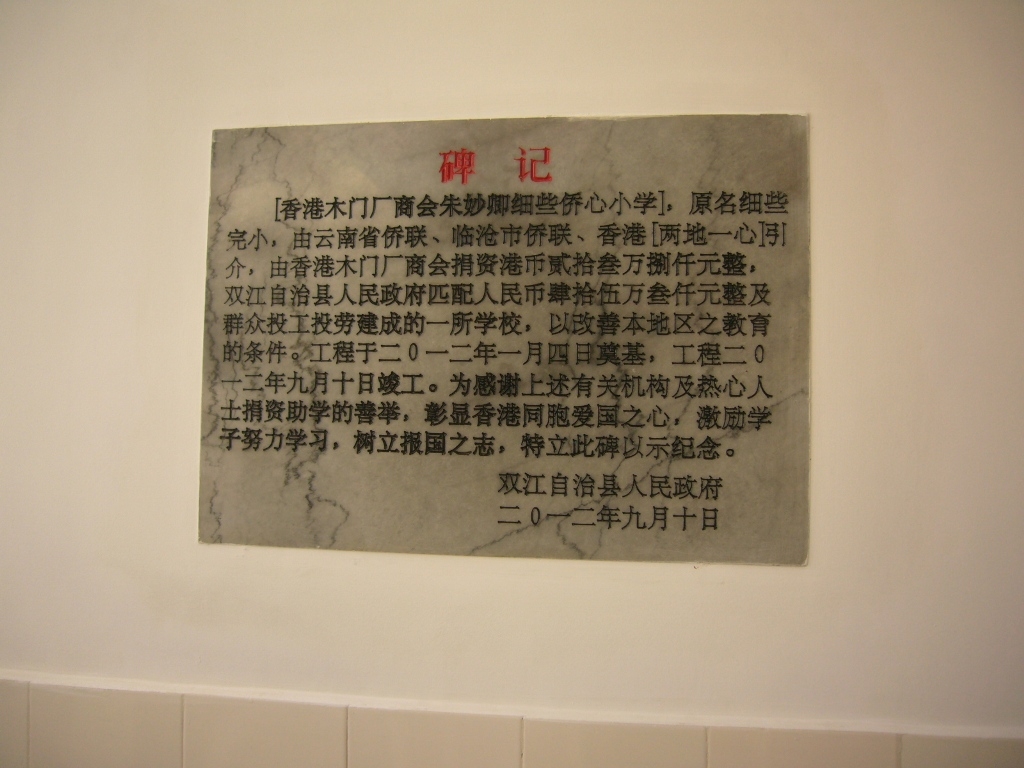 碑 记
[香港木门厂商会朱妙卿细些侨心小学]，原名细些
完小，由云南省侨联、临沧市侨联、香港[两地一心]引
介，由香港木门厂商会捐资港币贰拾叁万捌仟元整，
双江自治县人民政府匹配人民币肆拾伍万叁仟元整及
群众投工投劳建成的一所学校，以改善本地区之教育
的条件。工程于二0一二年一月四日奠基，工程二0
一二年九月十日竣工。为感谢上述有关机构及热心人
士捐资助学的善举，彰显香港同胞爱国之心，激励学
子努力学习，树立报国之志，特立此碑以示纪念。
双江自治县人民政府
二0一二年九月十日